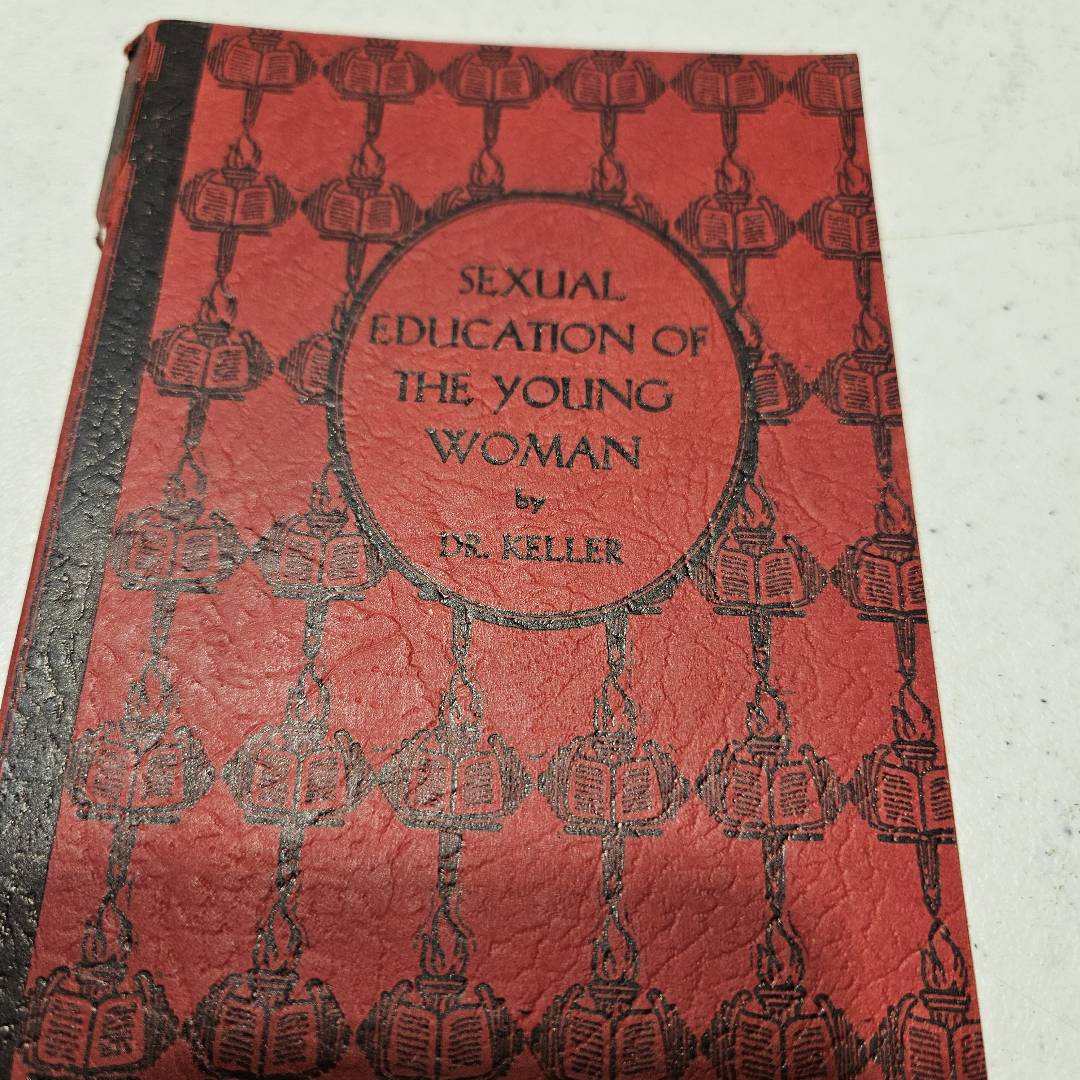 SEXUAL
EDUCATION OF
THE YOUNG
WOMAN
by
DR. KELLER